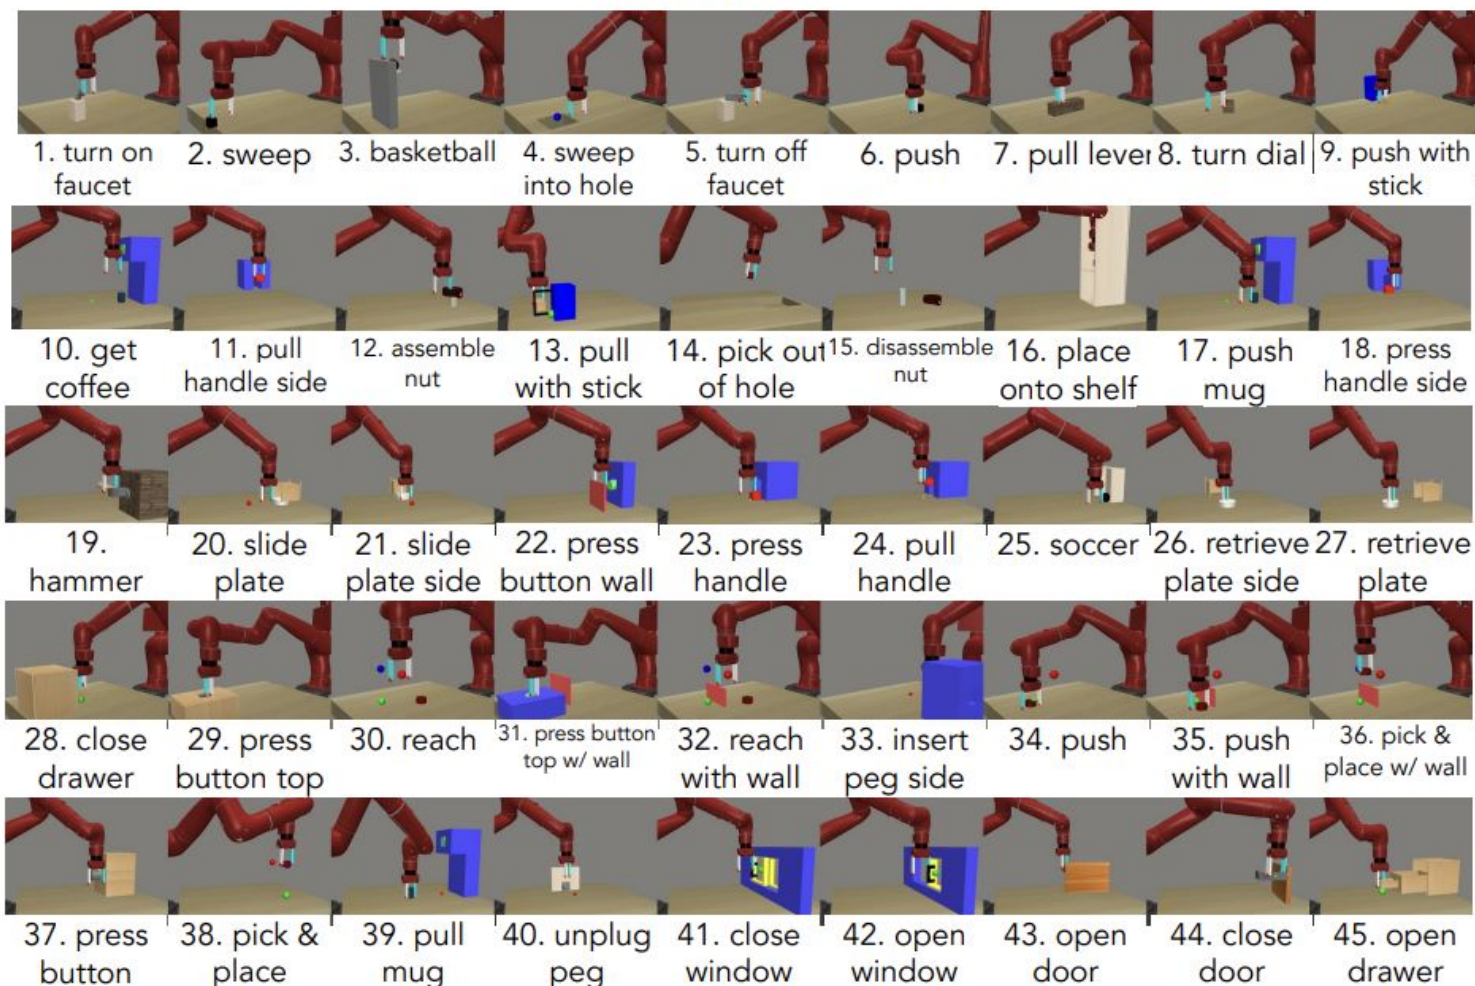 1. turn on
faucet
2. sweep
3. basketball
4. sweep
into hole
5. turn off
faucet
6. push
7. pull lever
8. turn dial
9. push with
stick
10. get
coffee
11. pull
handle side
12. assemble
nut
13. pull
with stick
14. pick out
of hole
15. disassemble
nut
16. place
onto shelf
17. push
mug
18. press
handle side
19.
hammer
20. slide
plate
21. slide
plate side
22. press
button wall
23. press
handle
24. pull
handle
25. soccer
26. retrieve
plate side
27. retrieve
plate
28. close
drawer
29. press
button top
30. reach
31. press button
top w/ wall
32. reach
with wall
33. insert
peg side
34. push
35. push
with wall
36. pick &
place w/ wall
37. press
button
38. pick &
place
39. pull
mug
40. unplug
peg
41. close
window
42. open
window
43. open
door
44. close
door
45. open
drawer